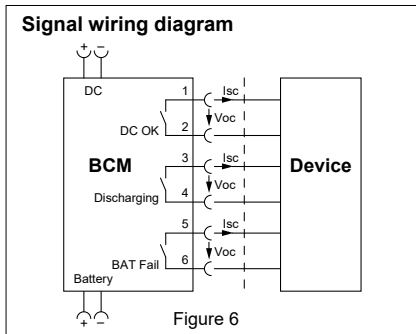 Signal wiring diagram
+ −
DC
1 Isc
Voc
DC OK 2
3 Isc
BCM Device
Voc
Discharging 4
5 Isc
Voc
BAT Fail 6
Battery
+ −
Figure 6